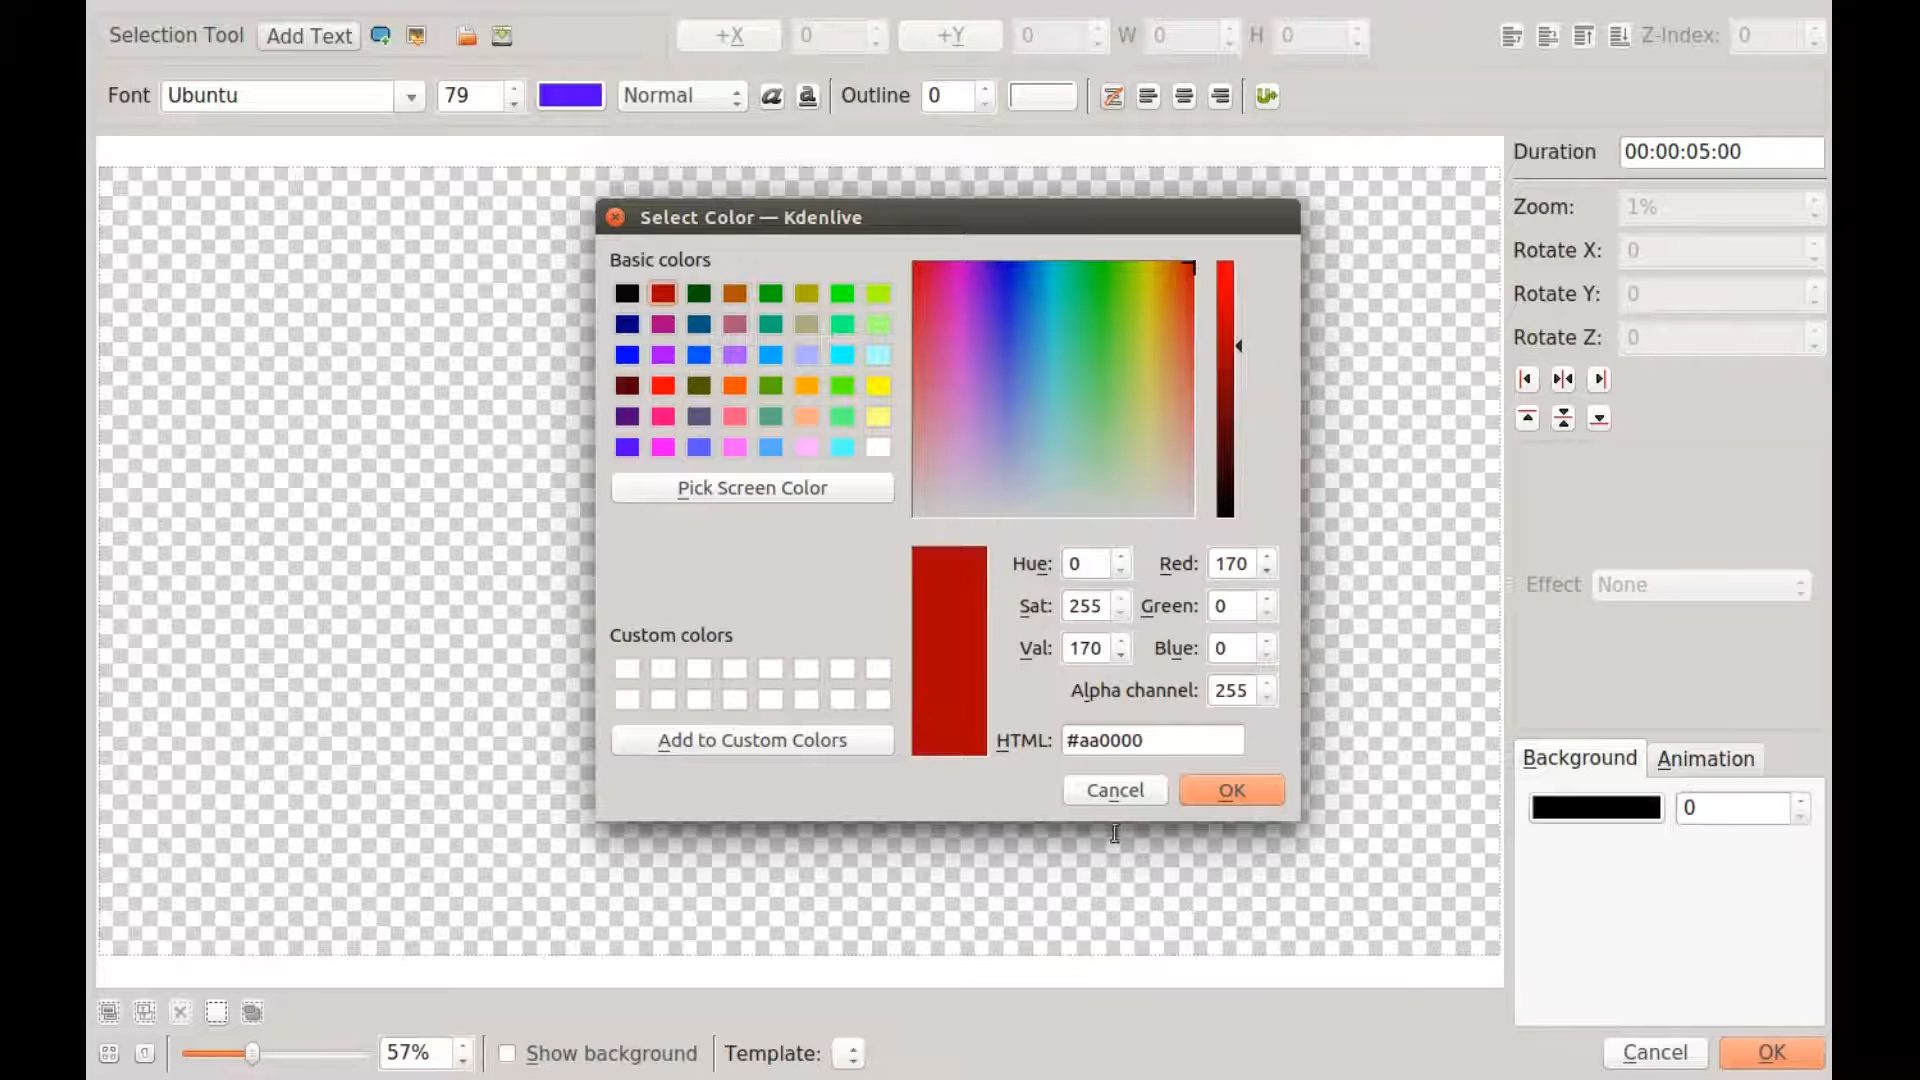 Selection Tool Add Text +X 0 +Y 0 W 0 H 0 Z-Index: 0
Font Ubuntu 79 Normal a a Outline 0
Duration 00:00:05:00
Zoom: 1%
Rotate X: 0
Rotate Y: 0
Rotate Z: 0
Effect None
Background Animation
0
Select Color — Kdenlive
Basic colors
Pick Screen Color
Custom colors
Add to Custom Colors
Hue: 0 Red: 170
Sat: 255 Green: 0
Val: 170 Blue: 0
Alpha channel: 255
HTML: #aa0000
Cancel OK
57% Show background Template:
Cancel OK